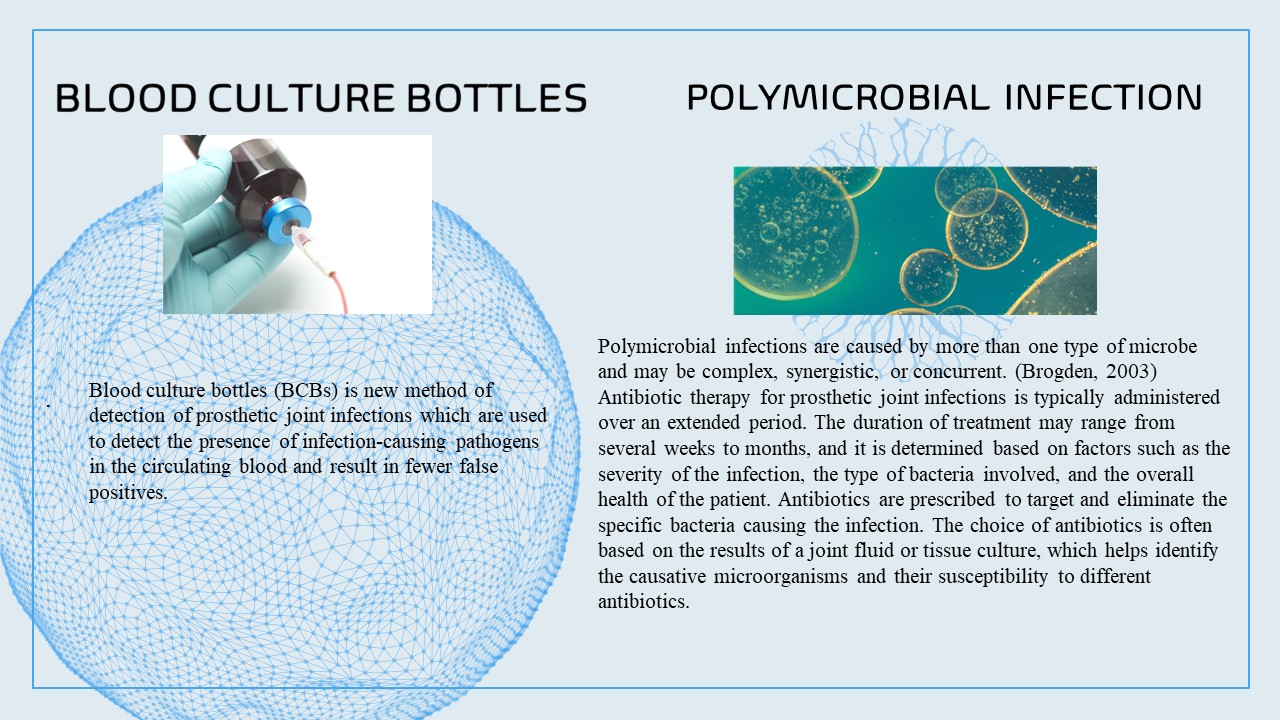 BLOOD CULTURE BOTTLES
Blood culture bottles (BCBs) is new method of
detection of prosthetic joint infections which are used
to detect the presence of infection-causing pathogens
in the circulating blood and result in fewer false
positives.
.
POLYMICROBIAL INFECTION
Polymicrobial infections are caused by more than one type of microbe
and may be complex, synergistic, or concurrent. (Brogden, 2003)
Antibiotic therapy for prosthetic joint infections is typically administered
over an extended period. The duration of treatment may range from
several weeks to months, and it is determined based on factors such as the
severity of the infection, the type of bacteria involved, and the overall
health of the patient. Antibiotics are prescribed to target and eliminate the
specific bacteria causing the infection. The choice of antibiotics is often
based on the results of a joint fluid or tissue culture, which helps identify
the causative microorganisms and their susceptibility to different
antibiotics.